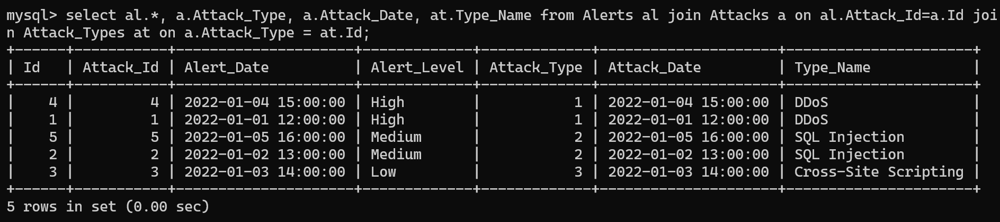 mysql> select al.*, a.Attack_Type, a.Attack_Date, at.Type_Name from Alerts al join Attacks a on al.Attack_Id=a.Id joi
n Attack_Types at on a.Attack_Type = at.Id;
+------+-----------+---------------------+-------------+-------------+---------------------+----------------------+
| Id   | Attack_Id | Alert_Date          | Alert_Level | Attack_Type | Attack_Date         | Type_Name            |
+------+-----------+---------------------+-------------+-------------+---------------------+----------------------+
|    4 |         4 | 2022-01-04 15:00:00 | High        |           1 | 2022-01-04 15:00:00 | DDoS                 |
|    1 |         1 | 2022-01-01 12:00:00 | High        |           1 | 2022-01-01 12:00:00 | DDoS                 |
|    5 |         5 | 2022-01-05 16:00:00 | Medium      |           2 | 2022-01-05 16:00:00 | SQL Injection        |
|    2 |         2 | 2022-01-02 13:00:00 | Medium      |           2 | 2022-01-02 13:00:00 | SQL Injection        |
|    3 |         3 | 2022-01-03 14:00:00 | Low         |           3 | 2022-01-03 14:00:00 | Cross-Site Scripting |
+------+-----------+---------------------+-------------+-------------+---------------------+----------------------+
5 rows in set (0.00 sec)